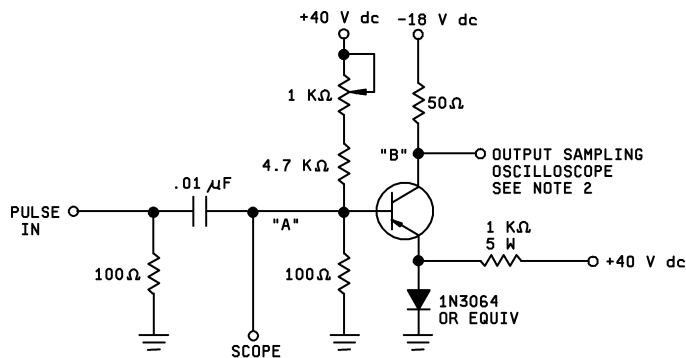 +40 V dc
-18 V dc
1 KΩ
50Ω
4.7 KΩ
"B"
OUTPUT SAMPLING
OSCILLOSCOPE
SEE NOTE 2
.01 μF
PULSE
IN
"A"
1 KΩ
5 W
100Ω
100Ω
+40 V dc
1N3064
OR EQUIV
SCOPE